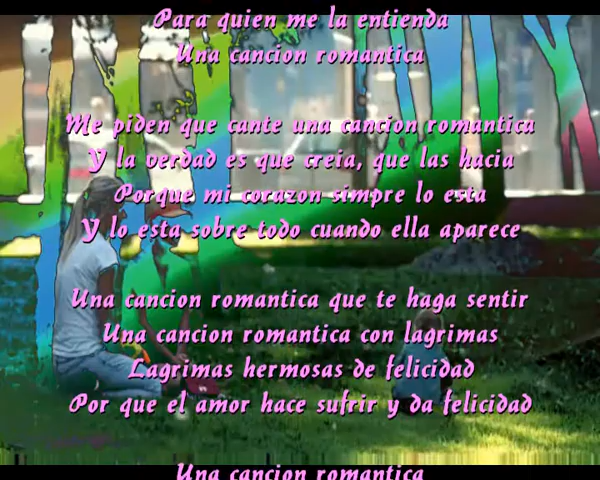 Para quien me la entienda
Una cancion romantica
Me piden que cante una cancion romantica
Y la verdad es que creia, que las hacia
Porque mi corazon simpre lo esta
Y lo esta sobre todo cuando ella aparece
Una cancion romantica que te haga sentir
Una cancion romantica con lagrimas
Lagrimas hermosas de felicidad
Por que el amor hace sufrir y da felicidad
Una cancion romantica